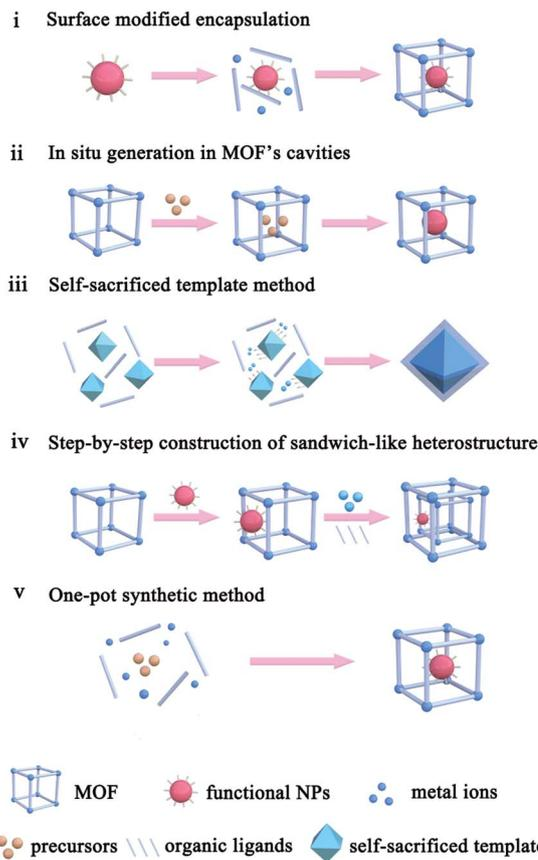 i Surface modified encapsulation
ii In situ generation in MOF's cavities
iii Self-sacrificed template method
iv Step-by-step construction of sandwich-like heterostructure
v One-pot synthetic method
MOF functional NPs metal ions
precursors organic ligands self-sacrificed template